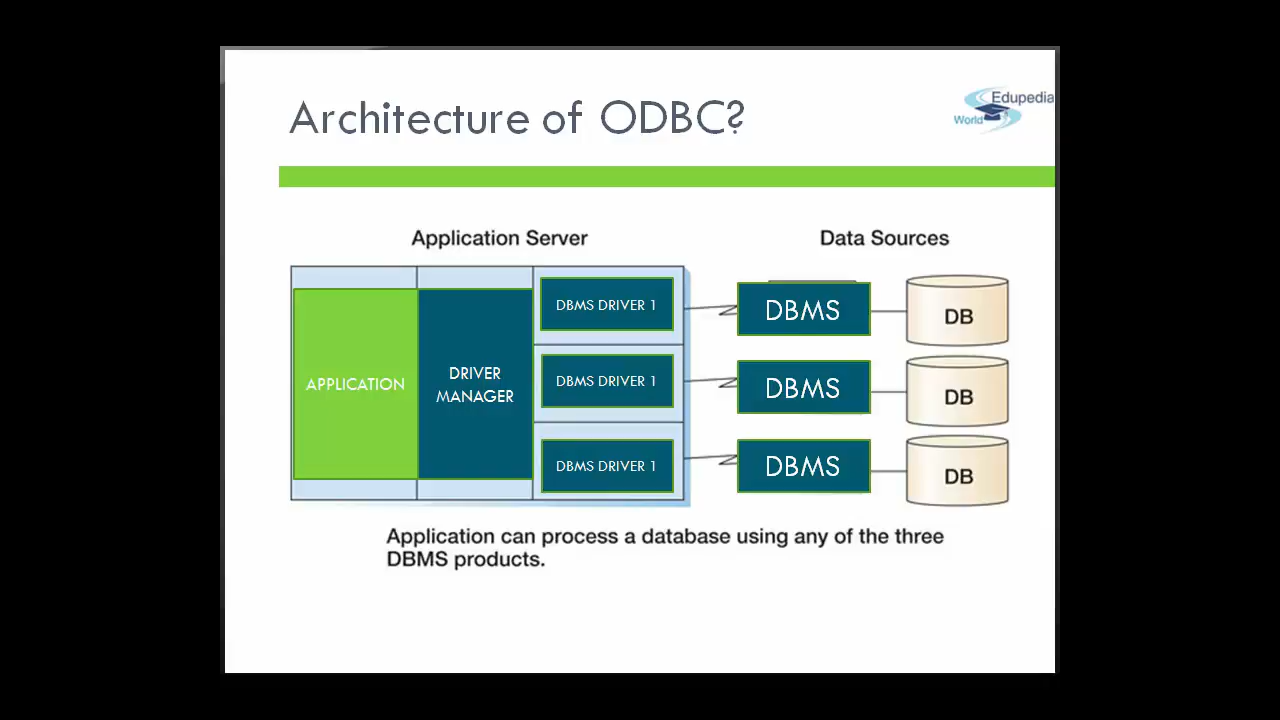 Architecture of ODBC?
Edupedia
World
Application Server
Data Sources
APPLICATION
DRIVER
MANAGER
DBMS DRIVER 1
DBMS DRIVER 1
DBMS DRIVER 1
DBMS
DB
DBMS
DB
DBMS
DB
Application can process a database using any of the three
DBMS products.